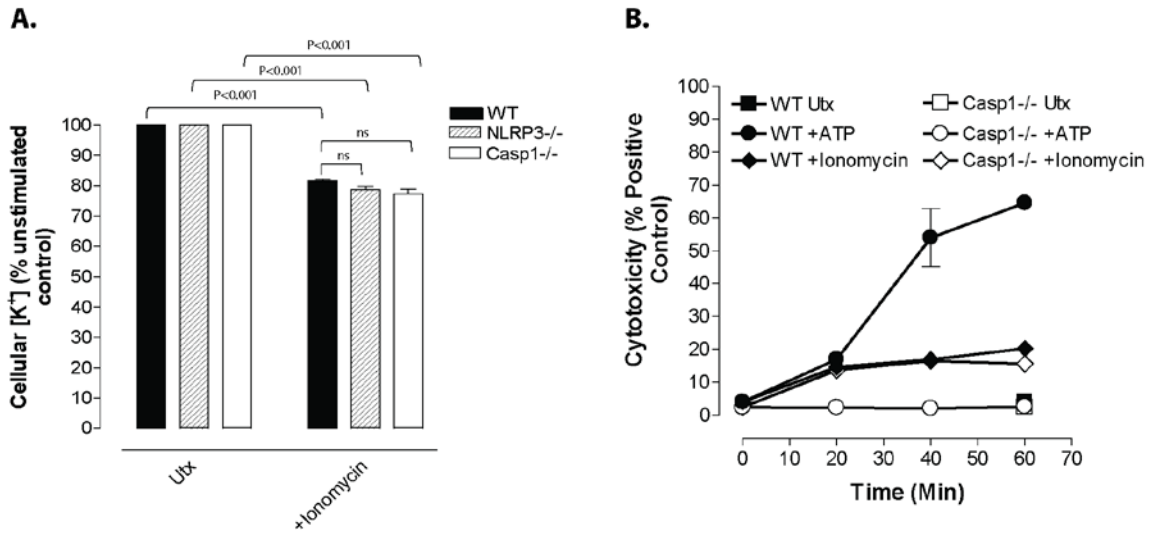 A.
P<0.001
P<0.001
P<0.001
WT
NLRP3-/-
Casp1-/-
ns
ns
Cellular [K⁺] (% unstimulated
control)
100
90
80
70
60
50
40
30
20
10
0
Utx
+Ionomycin
B.
WT Utx
WT +ATP
WT +Ionomycin
Casp1-/- Utx
Casp1-/- +ATP
Casp1-/- +Ionomycin
Cytotoxicity (% Positive
Control)
100
90
80
70
60
50
40
30
20
10
0
0 10 20 30 40 50 60 70
Time (Min)